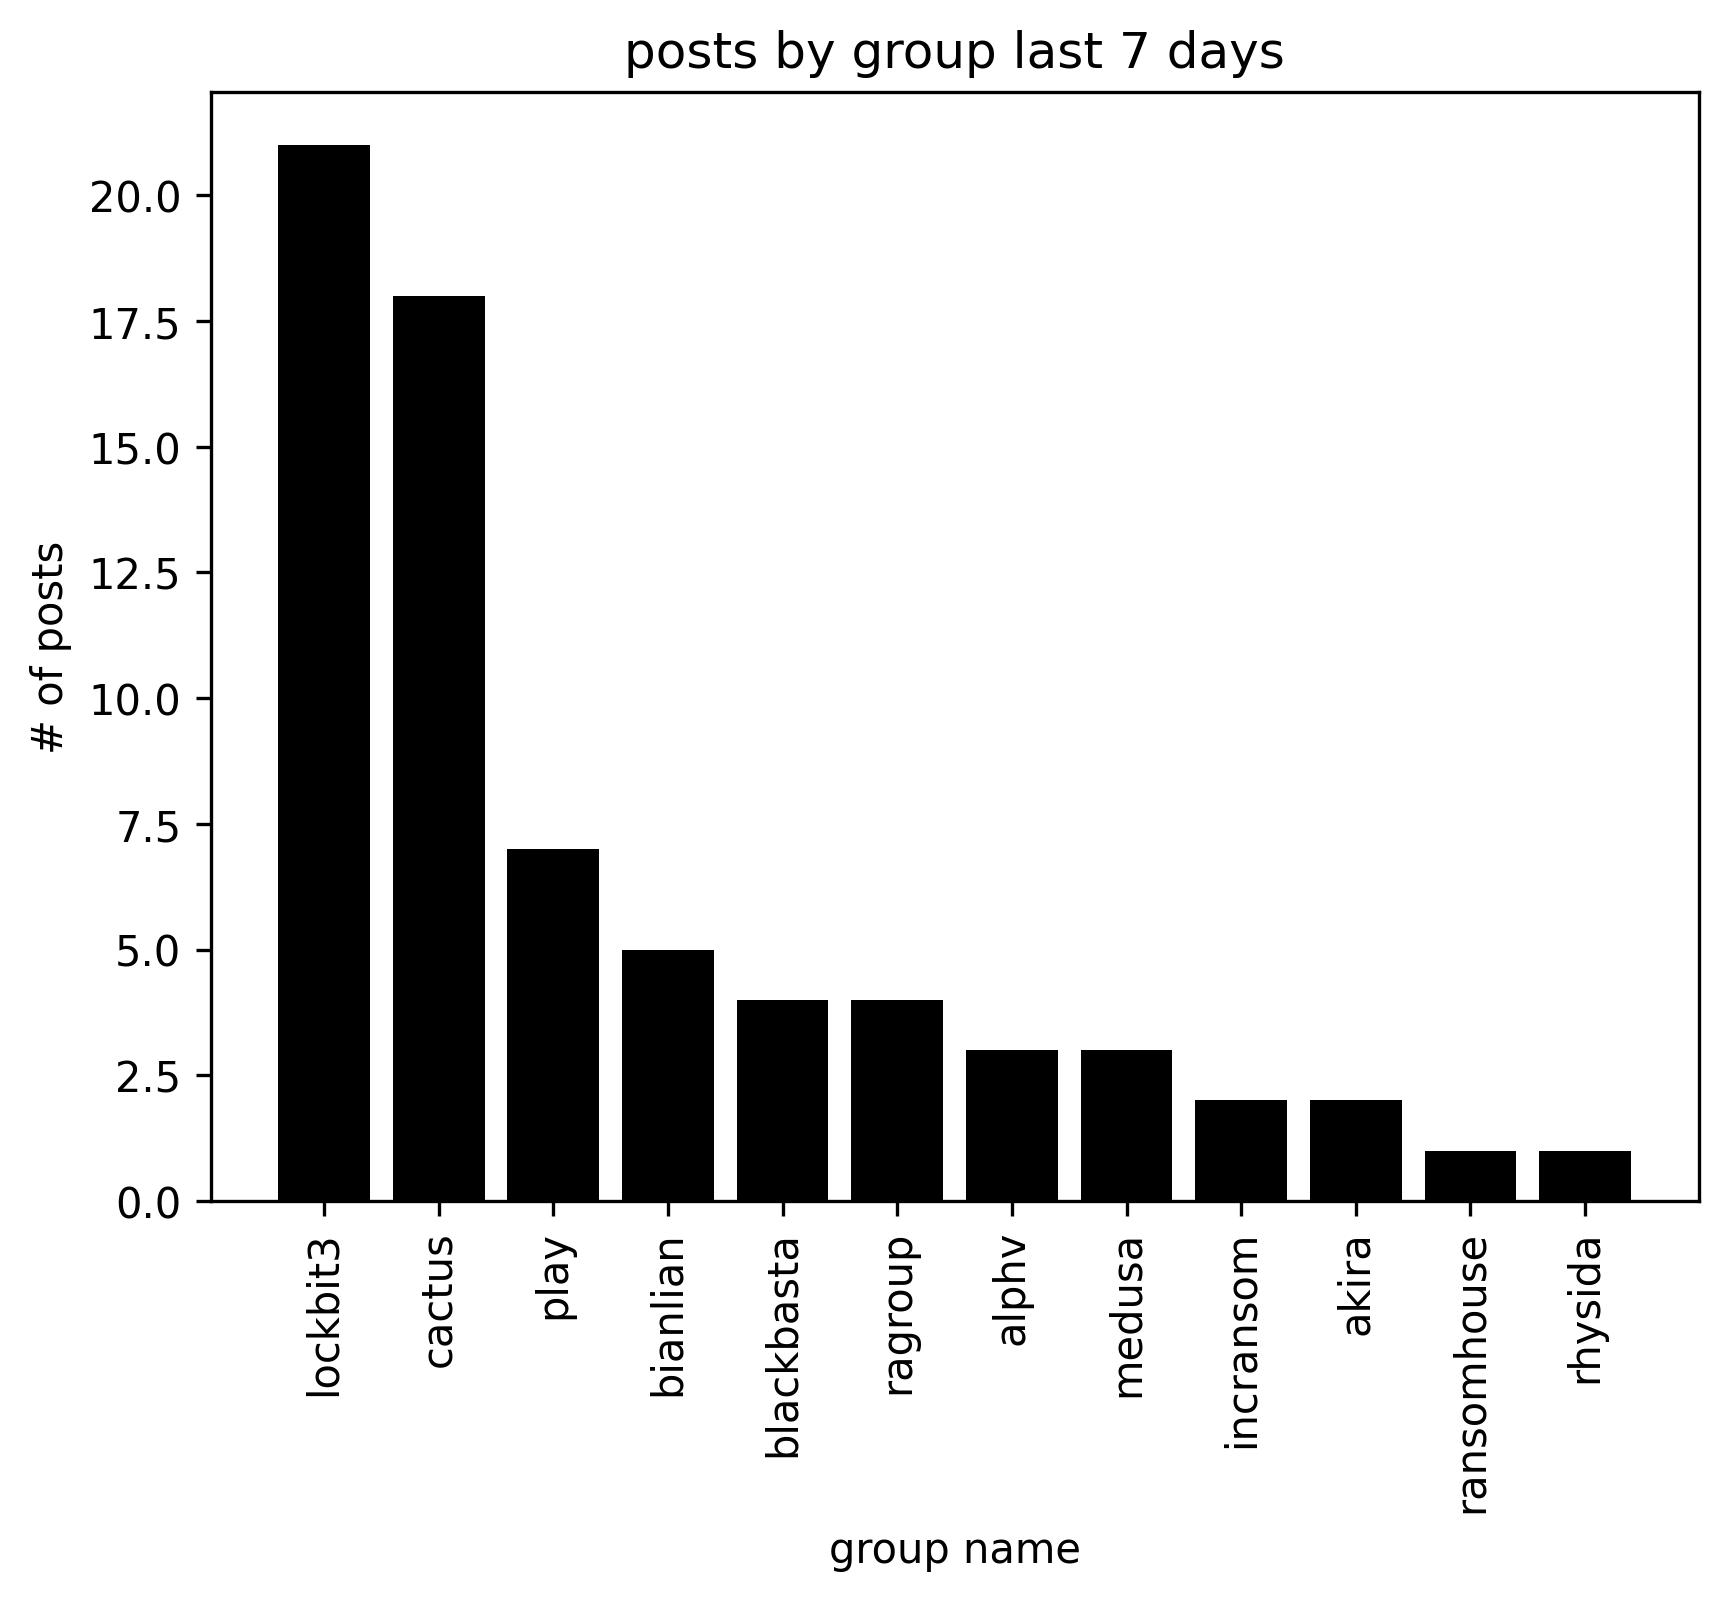 posts by group last 7 days
# of posts
20.0
17.5
15.0
12.5
10.0
7.5
5.0
2.5
0.0
lockbit3
cactus
play
bianlian
blackbasta
ragroup
alphv
medusa
incransom
akira
ransomhouse
rhysida
group name